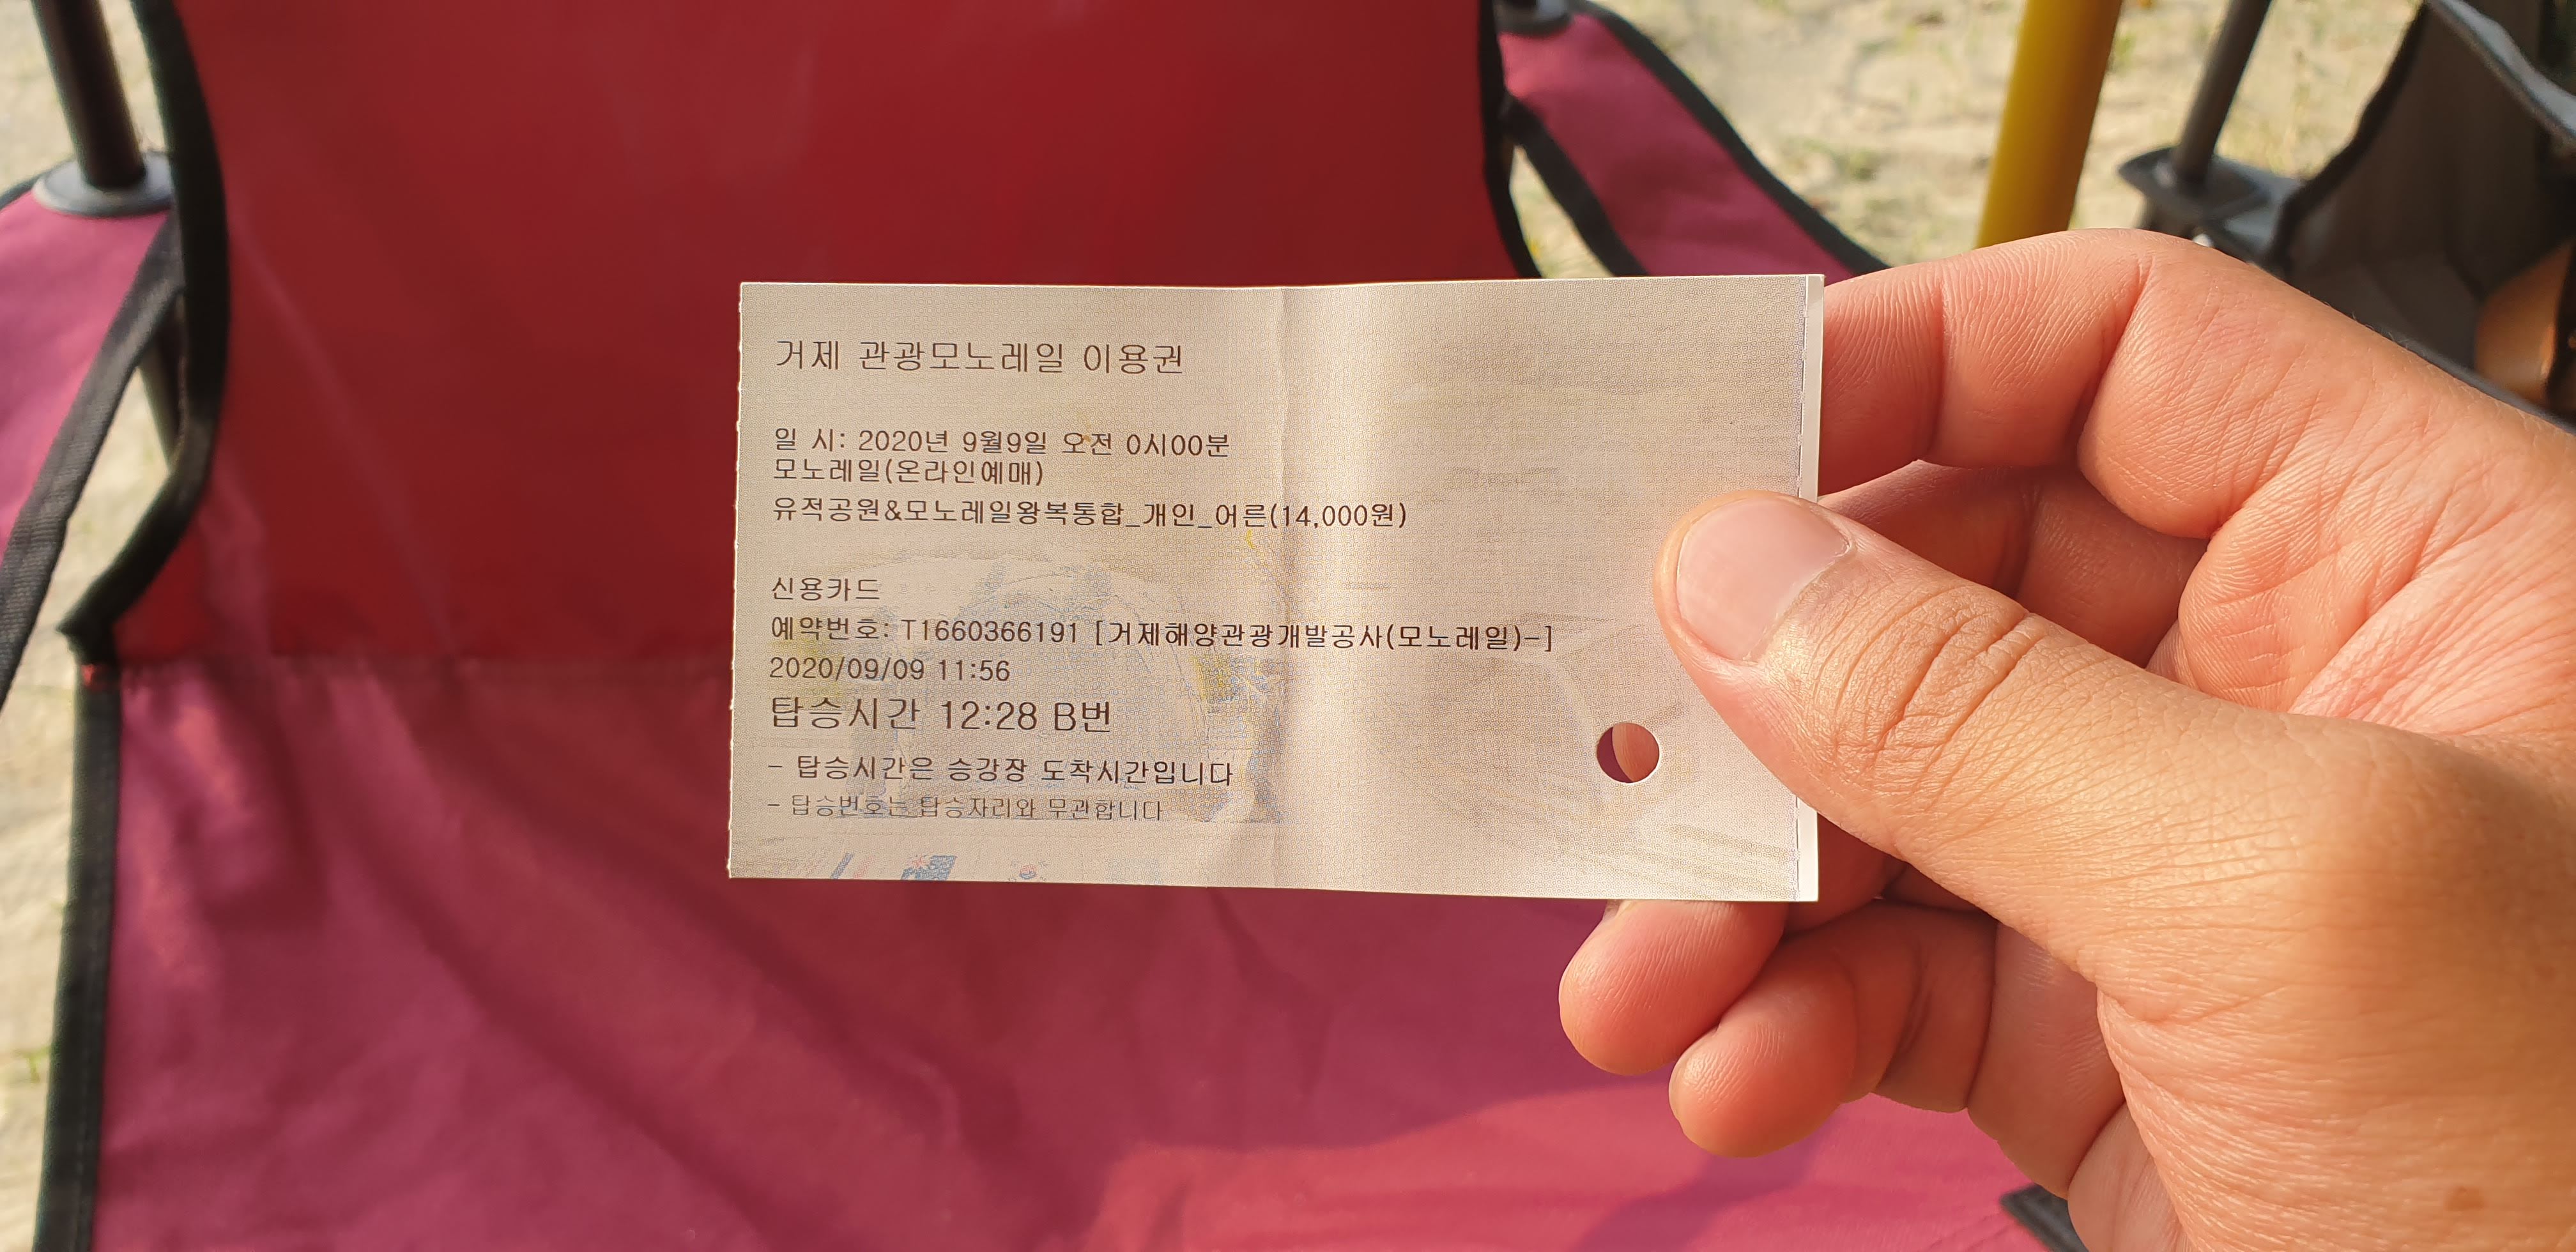 거제 관광모노레일 이용권
일 시: 2020년 9월9일 오전 0시00분
모노레일(온라인예매)
유적공원&모노레일왕복통합_개인_어른(14,000원)
신용카드
예약번호: T1660366191 [거제해양관광개발공사(모노레일)-]
2020/09/09 11:56
탑승시간 12:28 B번
- 탑승시간은 승강장 도착시간입니다
- 탑승번호는 탑승자리와 무관합니다